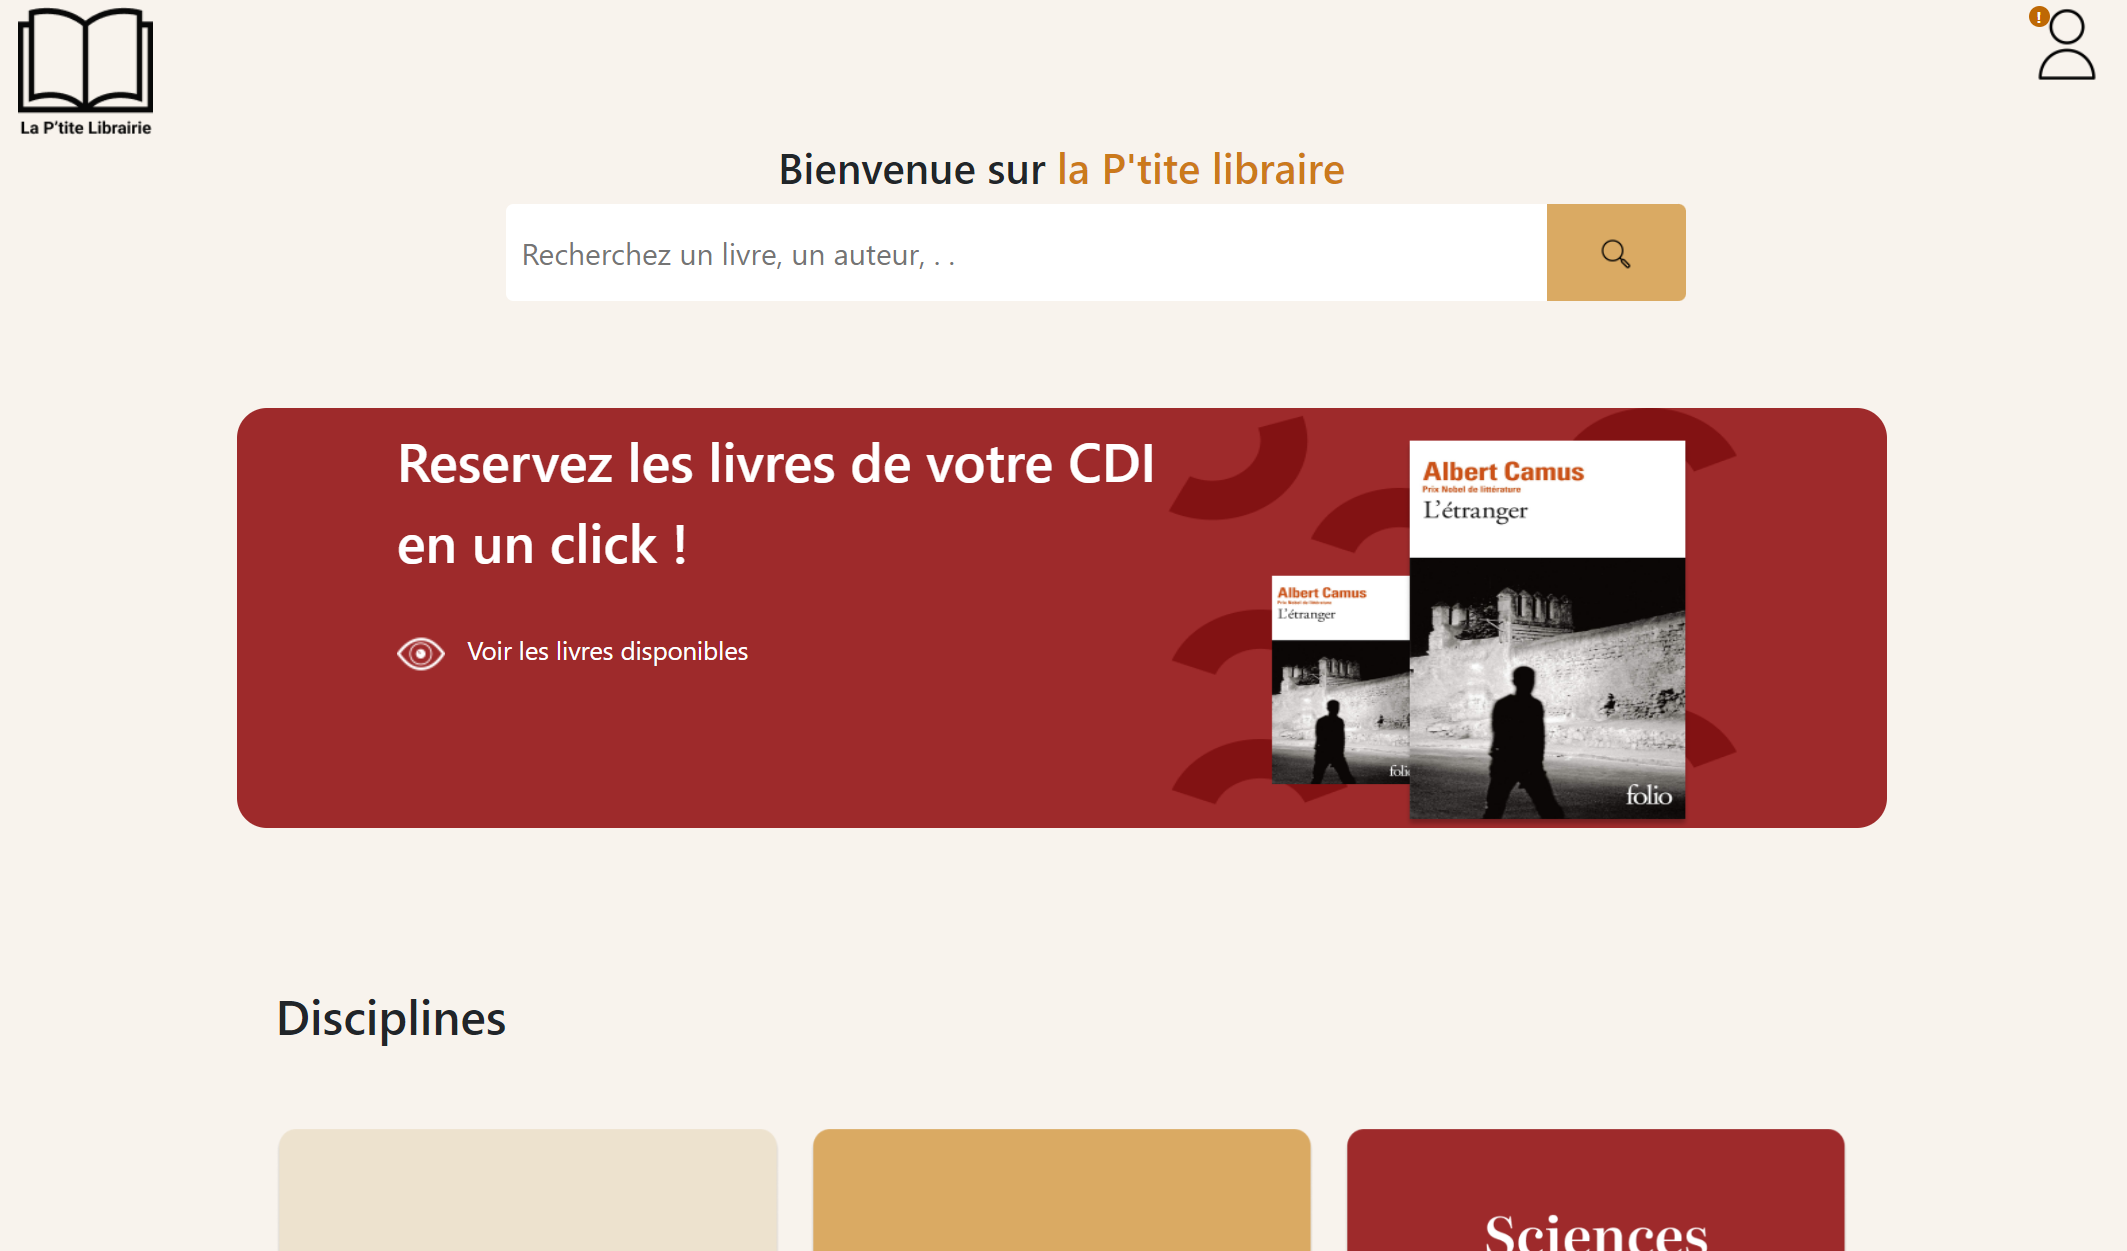 La P'tite Librairie
!
Bienvenue sur la P'tite libraire
Recherchez un livre, un auteur, . .
Reservez les livres de votre CDI
en un click !
Voir les livres disponibles
Albert Camus
Prix Nobel de littérature
L'étranger
folio
Albert Camus
Prix Nobel de littérature
L'étranger
folio
Disciplines
Sciences